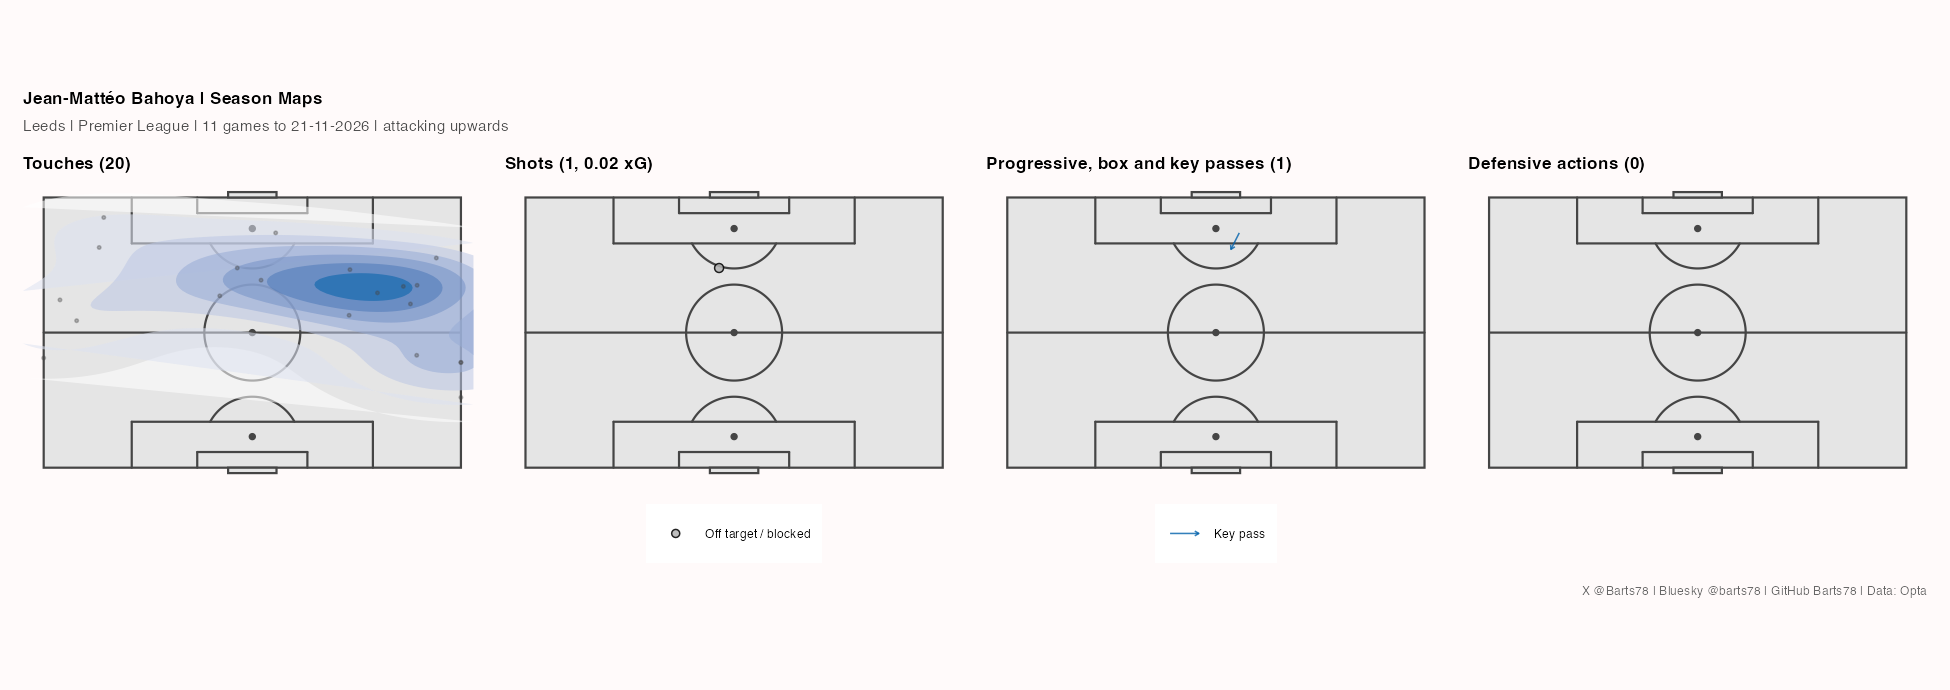 Jean-Mattéo Bahoya | Season Maps
Leeds | Premier League | 11 games to 21-11-2026 | attacking upwards
Touches (20)
Shots (1, 0.02 xG)
Progressive, box and key passes (1)
Defensive actions (0)
Off target / blocked
Key pass
X @Barts78 | Bluesky @barts78 | GitHub Barts78 | Data: Opta